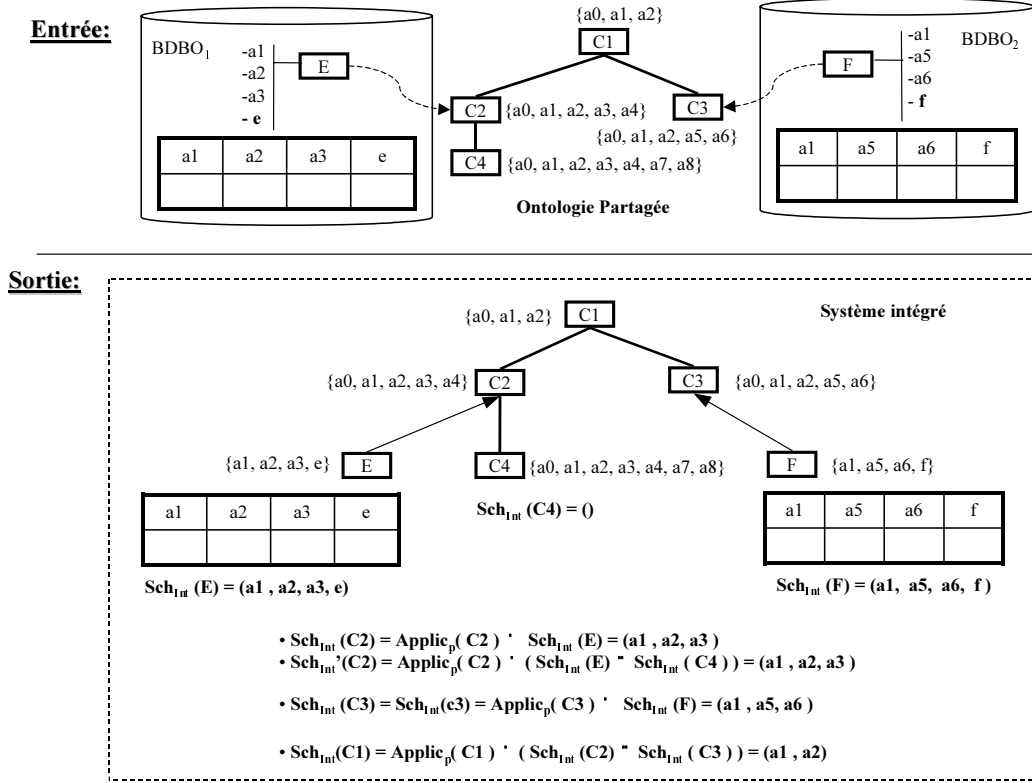 Entrée:
BDBO1
-a1
-a2
-a3
- e
E
a1 a2 a3 e
{a0, a1, a2}
C1
C2
{a0, a1, a2, a3, a4}
C3
{a0, a1, a2, a5, a6}
C4
{a0, a1, a2, a3, a4, a7, a8}
Ontologie Partagée
F
-a1
-a5
-a6
- f
BDBO2
a1 a5 a6 f
Sortie:
Système intégré
{a0, a1, a2} C1
{a0, a1, a2, a3, a4} C2
C3 {a0, a1, a2, a5, a6}
{a1, a2, a3, e} E
C4 {a0, a1, a2, a3, a4, a7, a8}
F {a1, a5, a6, f}
a1 a2 a3 e
SchInt (C4) = ()
a1 a5 a6 f
SchInt (E) = (a1 , a2, a3, e)
SchInt (F) = (a1, a5, a6, f )
• SchInt (C2) = Applicp( C2 ) ' SchInt (E) = (a1 , a2, a3 )
• SchInt'(C2) = Applicp( C2 ) ' ( SchInt (E) " SchInt ( C4 ) ) = (a1 , a2, a3 )
• SchInt (C3) = SchInt(c3) = Applicp( C3 ) ' SchInt (F) = (a1 , a5, a6 )
• SchInt(C1) = Applicp( C1 ) ' ( SchInt (C2) " SchInt ( C3 ) ) = (a1 , a2)